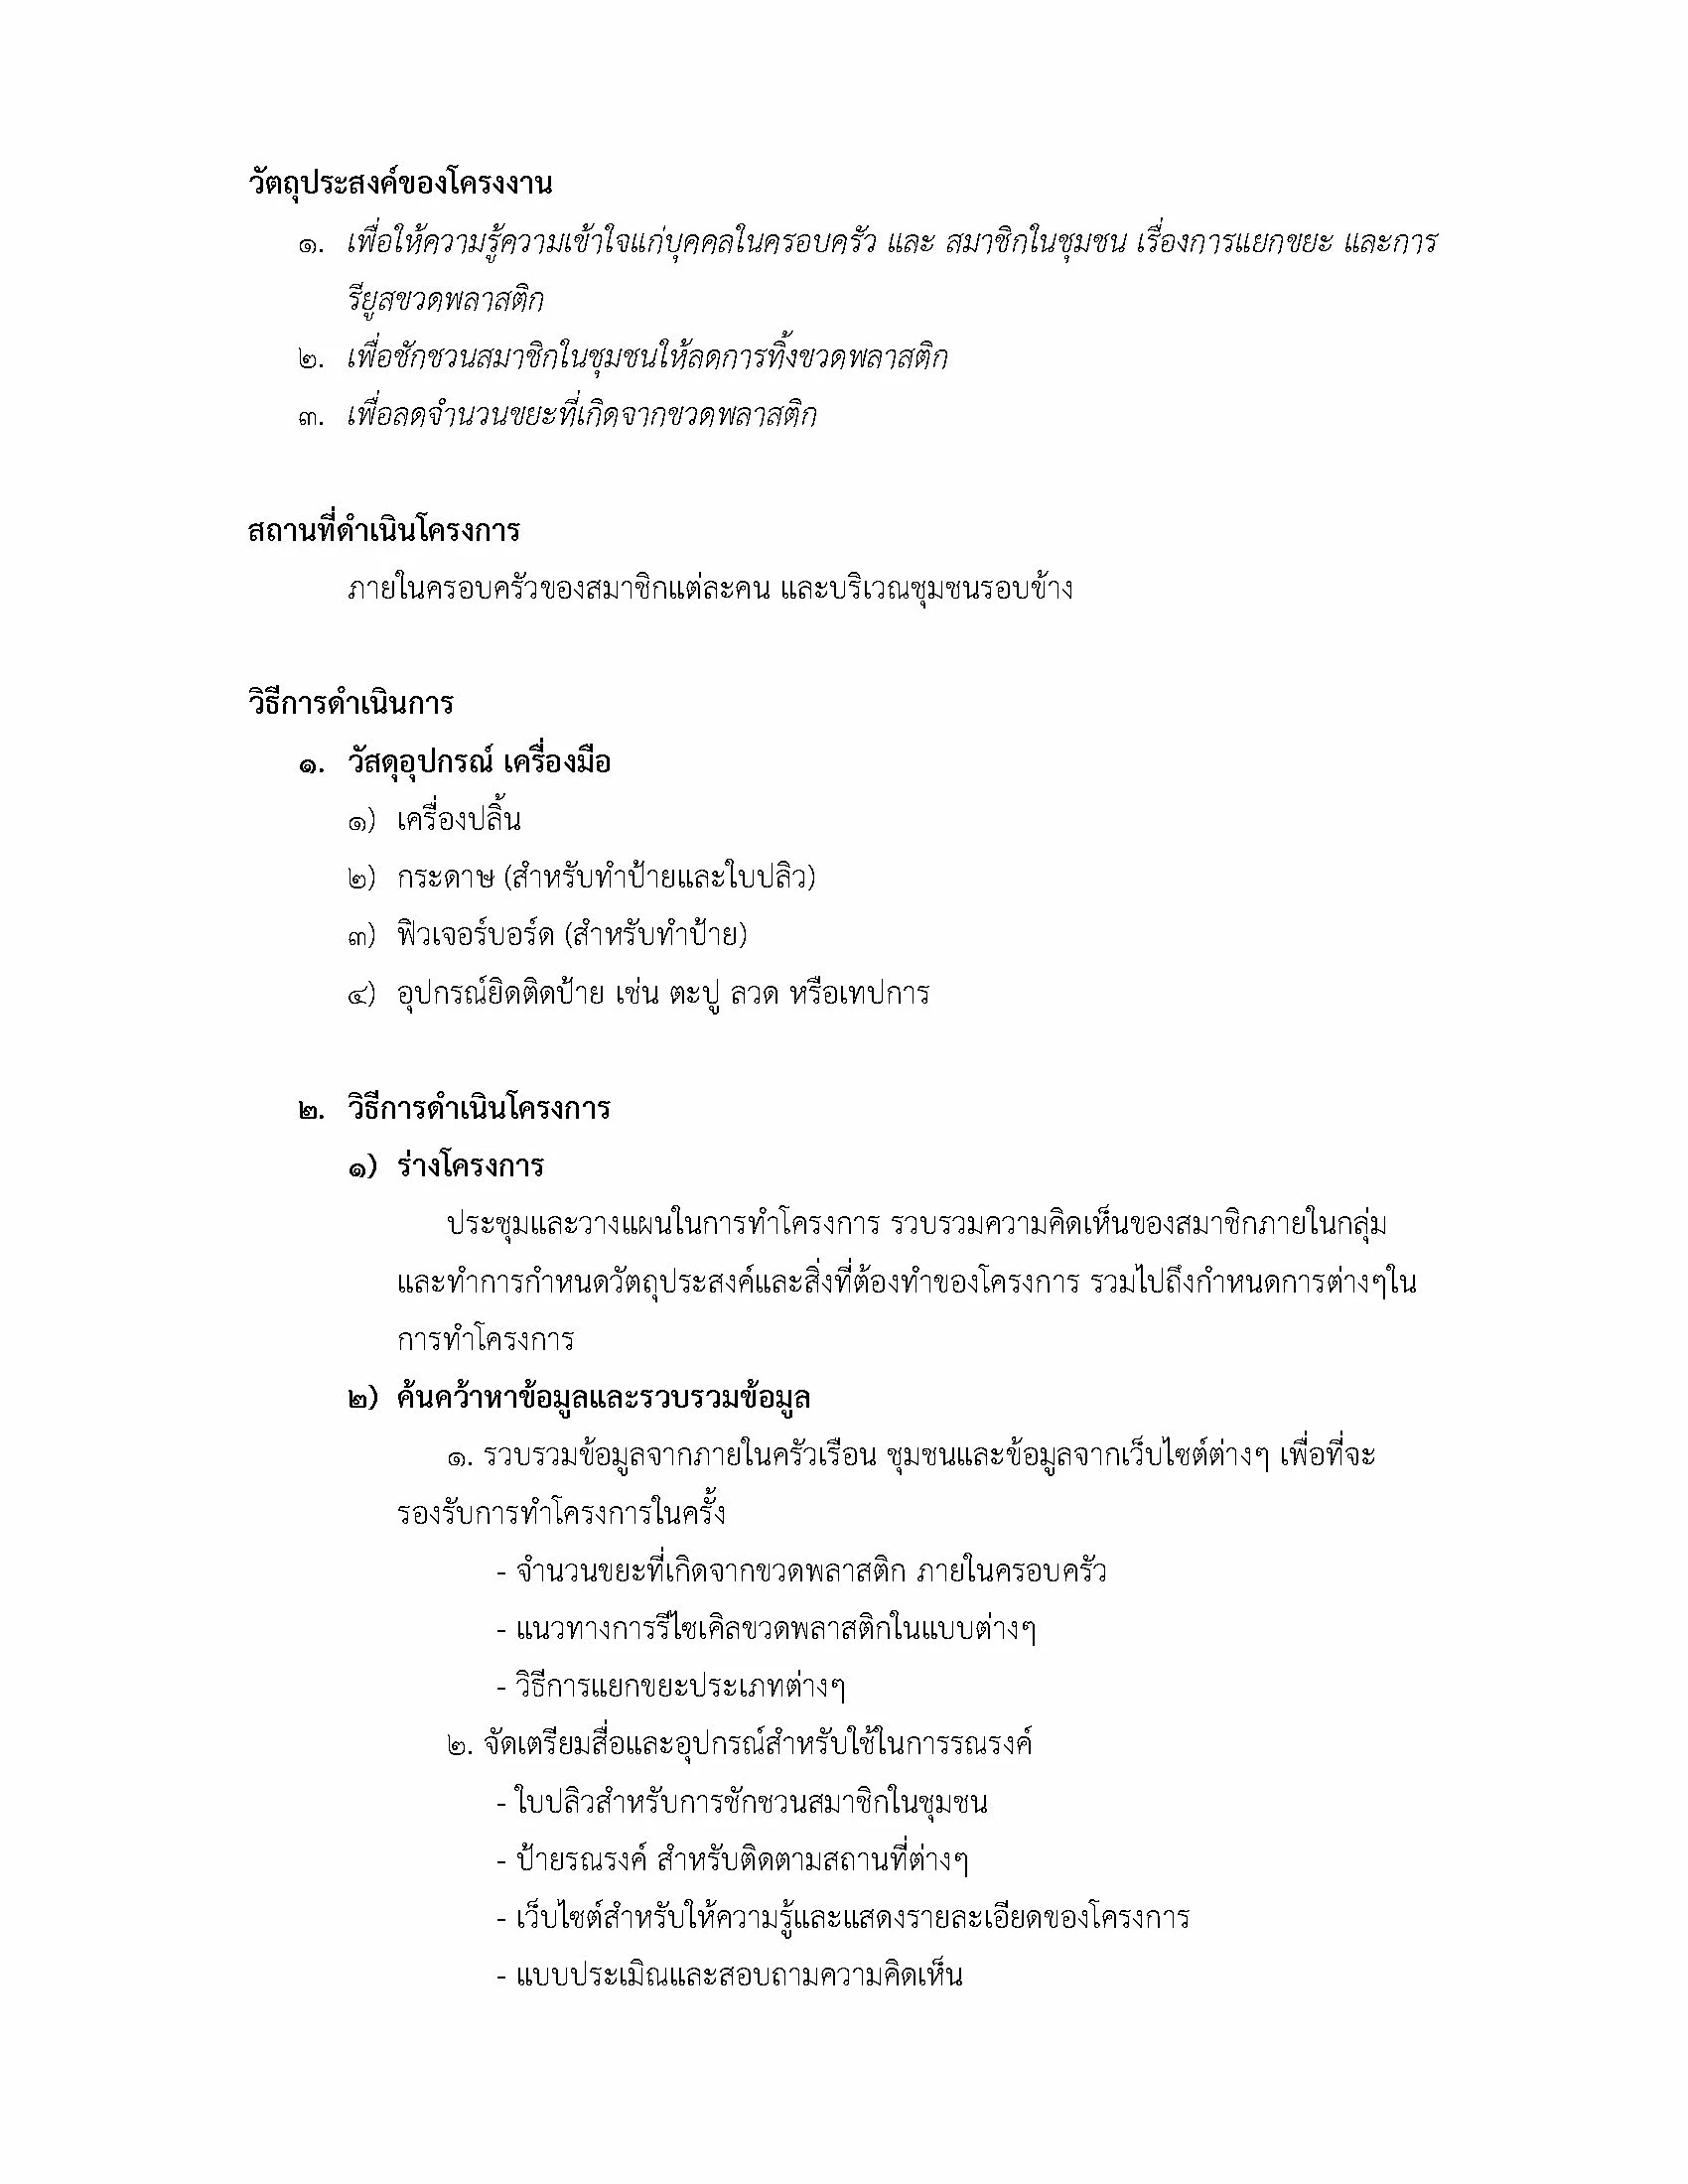 วัตถุประสงค์ของโครงงาน
๑. เพื่อให้ความรู้ความเข้าใจแก่บุคคลในครอบครัว และ สมาชิกในชุมชน เรื่องการแยกขยะ และการ
รียูสขวดพลาสติก
๒. เพื่อชักชวนสมาชิกในชุมชนให้ลดการทิ้งขวดพลาสติก
๓. เพื่อลดจำนวนขยะที่เกิดจากขวดพลาสติก
สถานที่ดำเนินโครงการ
ภายในครอบครัวของสมาชิกแต่ละคน และบริเวณชุมชนรอบข้าง
วิธีการดำเนินการ
๑. วัสดุอุปกรณ์ เครื่องมือ
๑) เครื่องปลิ้น
๒) กระดาษ (สำหรับทำป้ายและใบปลิว)
๓) ฟิวเจอร์บอร์ด (สำหรับทำป้าย)
๔) อุปกรณ์ยิดติดป้าย เช่น ตะปู ลวด หรือเทปการ
๒. วิธีการดำเนินโครงการ
๑) ร่างโครงการ
ประชุมและวางแผนในการทำโครงการ รวบรวมความคิดเห็นของสมาชิกภายในกลุ่ม
และทำการกำหนดวัตถุประสงค์และสิ่งที่ต้องทำของโครงการ รวมไปถึงกำหนดการต่างๆใน
การทำโครงการ
๒) ค้นคว้าหาข้อมูลและรวบรวมข้อมูล
๑. รวบรวมข้อมูลจากภายในครัวเรือน ชุมชนและข้อมูลจากเว็บไซต์ต่างๆ เพื่อที่จะ
รองรับการทำโครงการในครั้ง
- จำนวนขยะที่เกิดจากขวดพลาสติก ภายในครอบครัว
- แนวทางการรีไซเคิลขวดพลาสติกในแบบต่างๆ
- วิธีการแยกขยะประเภทต่างๆ
๒. จัดเตรียมสื่อและอุปกรณ์สำหรับใช้ในการรณรงค์
- ใบปลิวสำหรับการชักชวนสมาชิกในชุมชน
- ป้ายรณรงค์ สำหรับติดตามสถานที่ต่างๆ
- เว็บไซต์สำหรับให้ความรู้และแสดงรายละเอียดของโครงการ
- แบบประเมิณและสอบถามความคิดเห็น